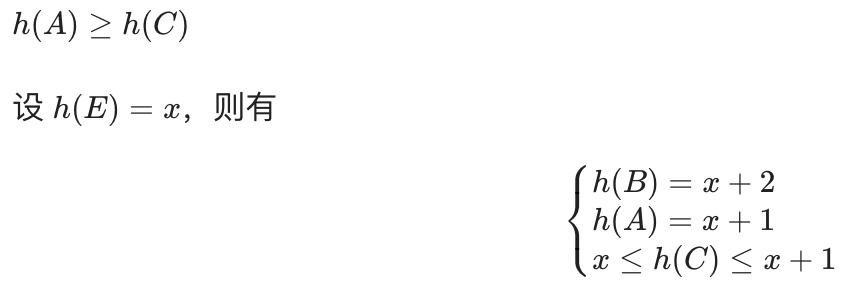 h(A) ≥ h(C)
设 h(E) = x，则有
h(B) = x + 2
h(A) = x + 1
x ≤ h(C) ≤ x + 1